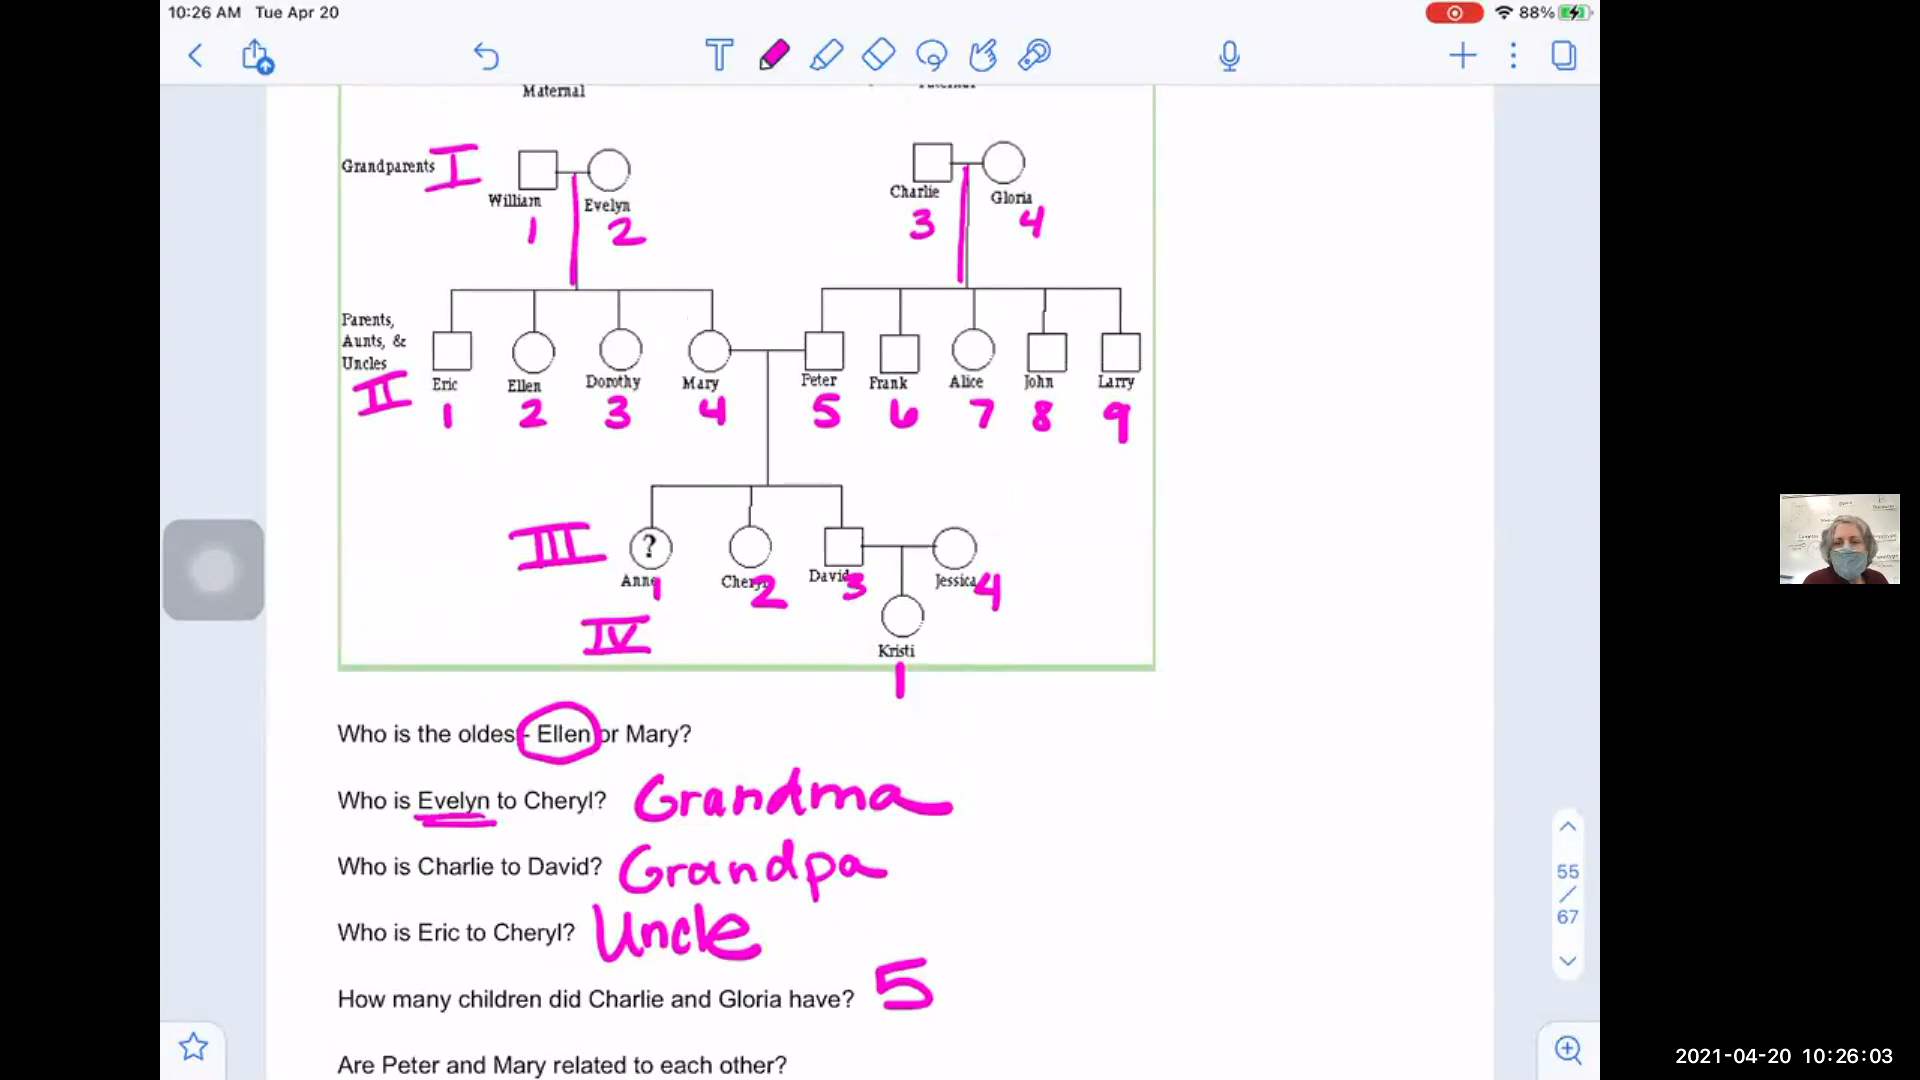 10:26 AM Tue Apr 20
88%
Maternal
Grandparents I
William
Evelyn
Charlie
Gloria
1 2 3 4
Parents,
Aunts, &
Uncles
II
Eric Ellen Dorothy Mary Peter Frank Alice John Larry
1 2 3 4 5 6 7 8 9
III
?
Anne Cheryl David Jessica
1 2 3 4
IV
Kristi
1
Who is the oldes - Ellen or Mary?
Who is Evelyn to Cheryl? Grandma
Who is Charlie to David? Grandpa
Who is Eric to Cheryl? Uncle
How many children did Charlie and Gloria have? 5
Are Peter and Mary related to each other?
55
/
67
2021-04-20 10:26:03